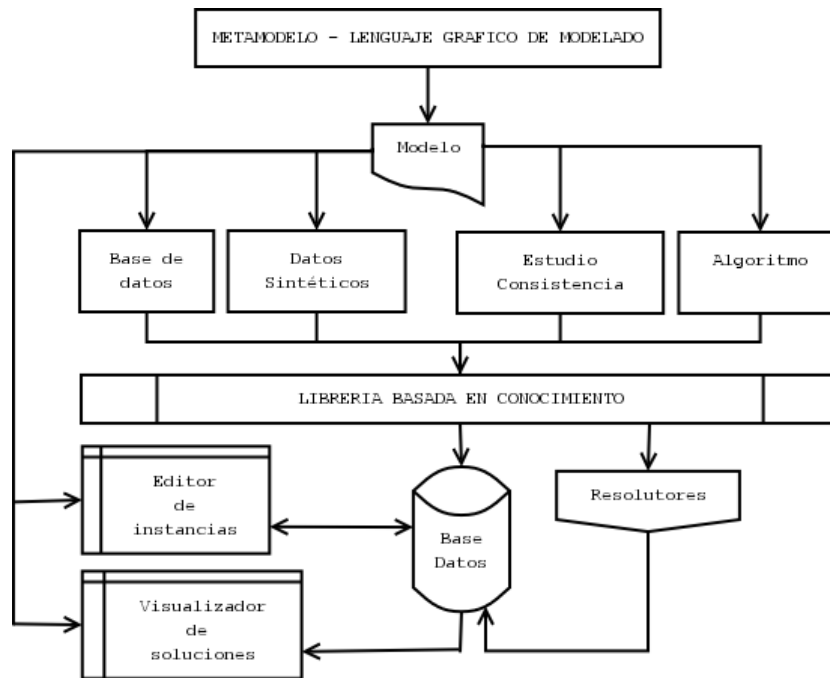 METAMODELO - LENGUAJE GRAFICO DE MODELADO
Modelo
Base de
datos
Datos
Sintéticos
Estudio
Consistencia
Algoritmo
LIBRERIA BASADA EN CONOCIMIENTO
Editor
de
instancias
Base
Datos
Resolutores
Visualizador
de
soluciones